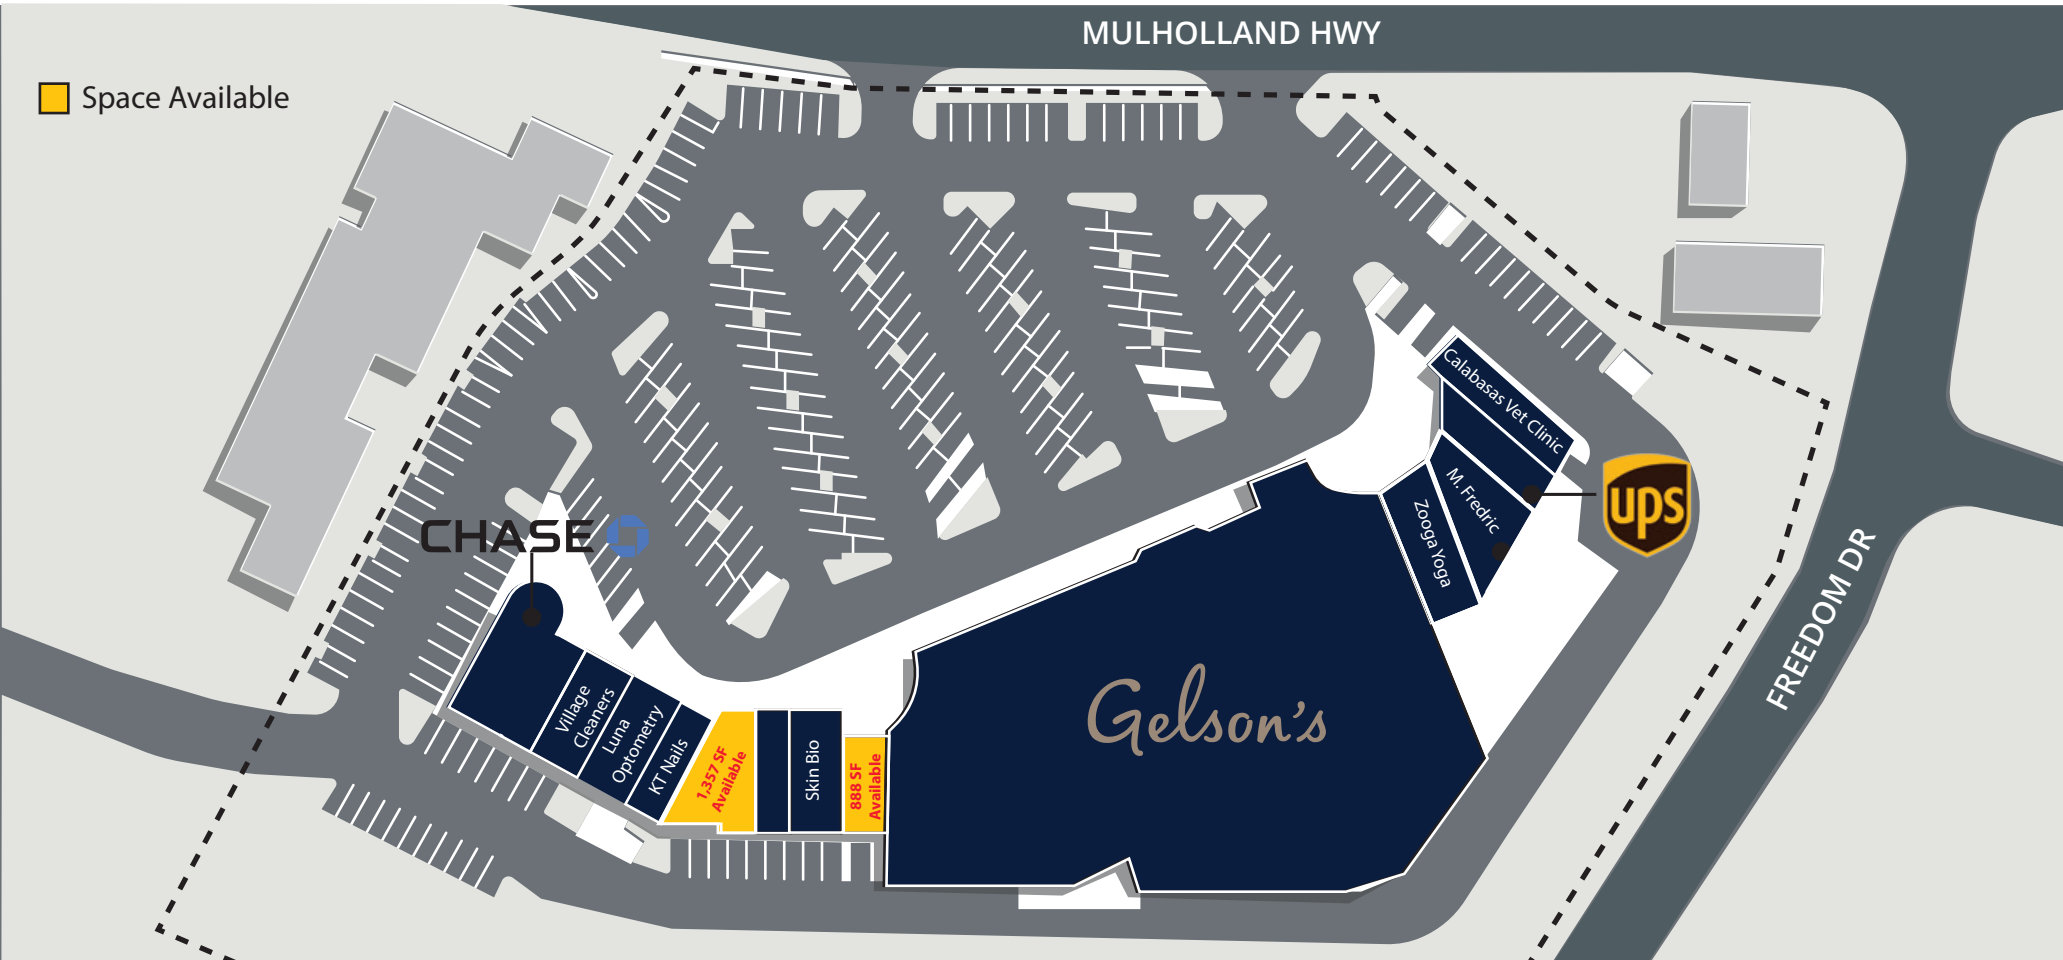 MULHOLLAND HWY
Space Available
Calabasas Vet Clinic
ups
M. Fredric
Zooga Yoga
CHASE
FREEDOM DR
Gelson's
Village
Cleaners
Luna
Optometry
KT Nails
1,357 SF
Available
Skin Bio
888 SF
Available